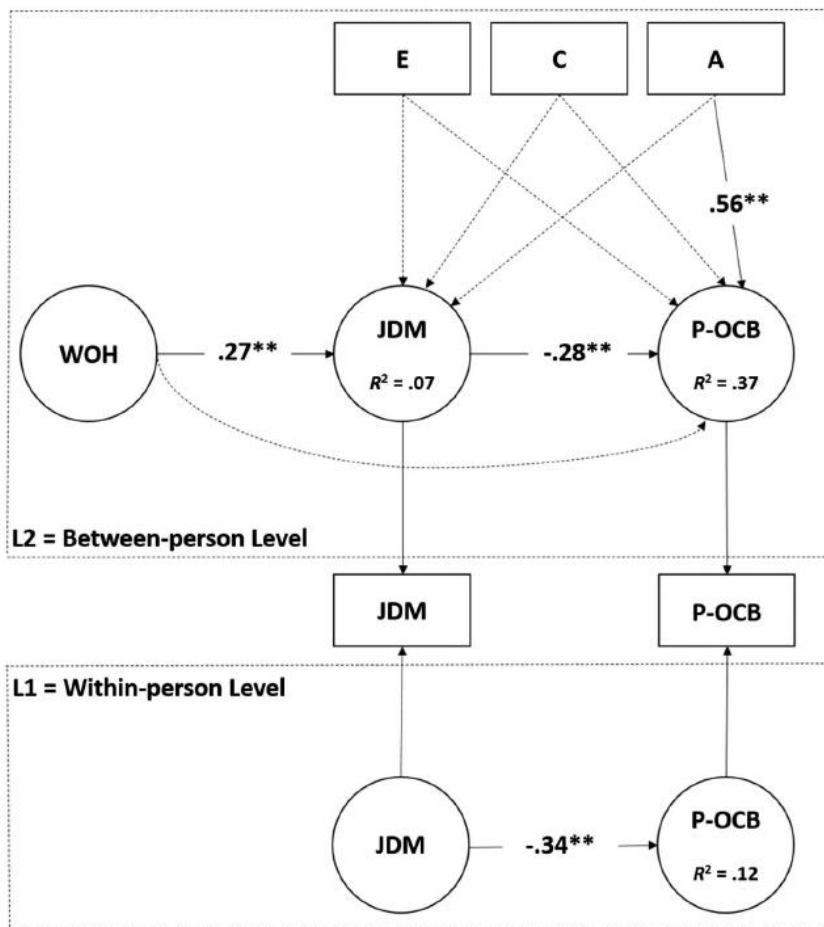 E C A
.56**
WOH
.27**
JDM
R² = .07
-.28**
P-OCB
R² = .37
L2 = Between-person Level
JDM P-OCB
L1 = Within-person Level
JDM
-.34**
P-OCB
R² = .12